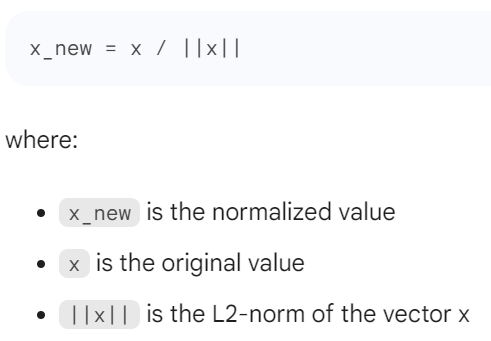 x_new = x / ||x||
where:
• x_new is the normalized value
• x is the original value
• ||x|| is the L2-norm of the vector x